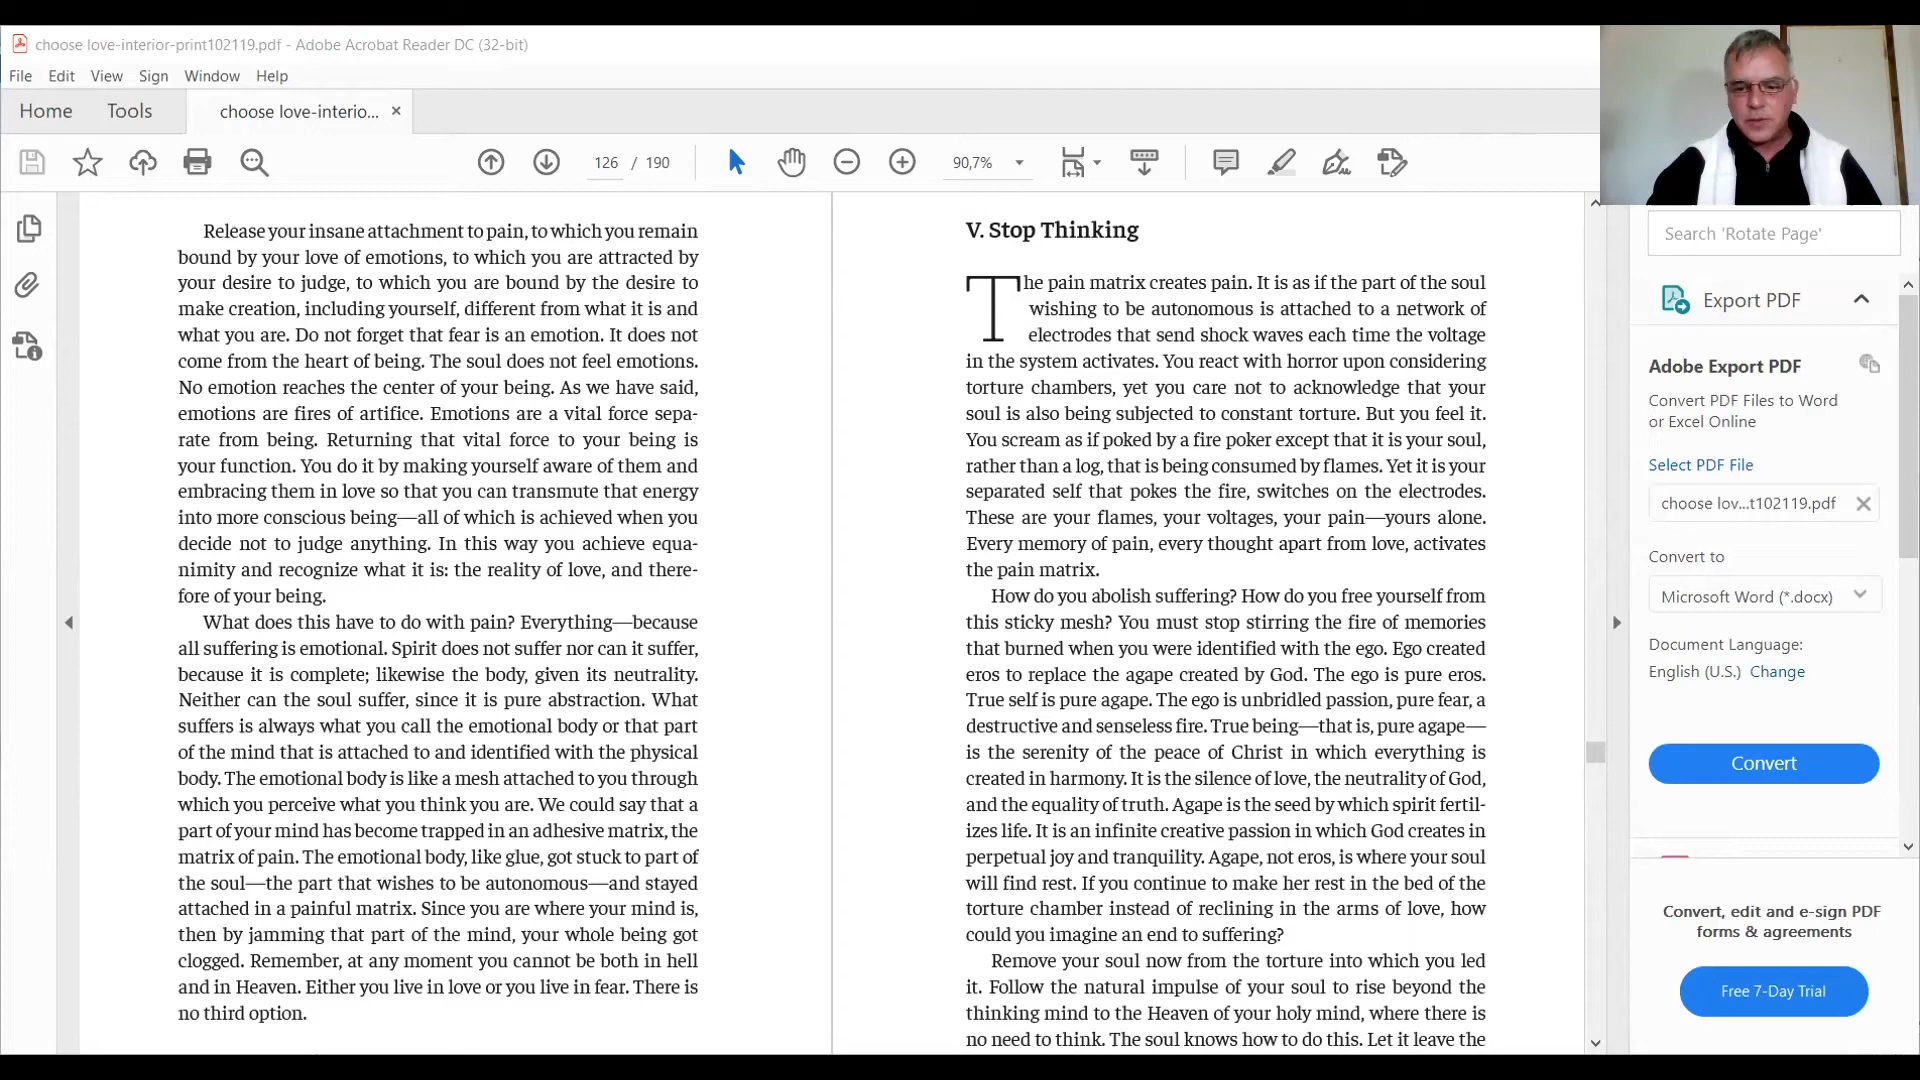 choose love-interior-print102119.pdf - Adobe Acrobat Reader DC (32-bit)
File Edit View Sign Window Help
Home Tools choose love-interio... ×
126 / 190 90,7%
Release your insane attachment to pain, to which you remain
bound by your love of emotions, to which you are attracted by
your desire to judge, to which you are bound by the desire to
make creation, including yourself, different from what it is and
what you are. Do not forget that fear is an emotion. It does not
come from the heart of being. The soul does not feel emotions.
No emotion reaches the center of your being. As we have said,
emotions are fires of artifice. Emotions are a vital force sepa-
rate from being. Returning that vital force to your being is
your function. You do it by making yourself aware of them and
embracing them in love so that you can transmute that energy
into more conscious being—all of which is achieved when you
decide not to judge anything. In this way you achieve equa-
nimity and recognize what it is: the reality of love, and there-
fore of your being.
What does this have to do with pain? Everything—because
all suffering is emotional. Spirit does not suffer nor can it suffer,
because it is complete; likewise the body, given its neutrality.
Neither can the soul suffer, since it is pure abstraction. What
suffers is always what you call the emotional body or that part
of the mind that is attached to and identified with the physical
body. The emotional body is like a mesh attached to you through
which you perceive what you think you are. We could say that a
part of your mind has become trapped in an adhesive matrix, the
matrix of pain. The emotional body, like glue, got stuck to part of
the soul—the part that wishes to be autonomous—and stayed
attached in a painful matrix. Since you are where your mind is,
then by jamming that part of the mind, your whole being got
clogged. Remember, at any moment you cannot be both in hell
and in Heaven. Either you live in love or you live in fear. There is
no third option.
V. Stop Thinking
The pain matrix creates pain. It is as if the part of the soul
wishing to be autonomous is attached to a network of
electrodes that send shock waves each time the voltage
in the system activates. You react with horror upon considering
torture chambers, yet you care not to acknowledge that your
soul is also being subjected to constant torture. But you feel it.
You scream as if poked by a fire poker except that it is your soul,
rather than a log, that is being consumed by flames. Yet it is your
separated self that pokes the fire, switches on the electrodes.
These are your flames, your voltages, your pain—yours alone.
Every memory of pain, every thought apart from love, activates
the pain matrix.
How do you abolish suffering? How do you free yourself from
this sticky mesh? You must stop stirring the fire of memories
that burned when you were identified with the ego. Ego created
eros to replace the agape created by God. The ego is pure eros.
True self is pure agape. The ego is unbridled passion, pure fear, a
destructive and senseless fire. True being—that is, pure agape—
is the serenity of the peace of Christ in which everything is
created in harmony. It is the silence of love, the neutrality of God,
and the equality of truth. Agape is the seed by which spirit fertil-
izes life. It is an infinite creative passion in which God creates in
perpetual joy and tranquility. Agape, not eros, is where your soul
will find rest. If you continue to make her rest in the bed of the
torture chamber instead of reclining in the arms of love, how
could you imagine an end to suffering?
Remove your soul now from the torture into which you led
it. Follow the natural impulse of your soul to rise beyond the
thinking mind to the Heaven of your holy mind, where there is
no need to think. The soul knows how to do this. Let it leave the
Search 'Rotate Page'
Export PDF
Adobe Export PDF
Convert PDF Files to Word
or Excel Online
Select PDF File
choose lov...t102119.pdf
Convert to
Microsoft Word (*.docx)
Document Language:
English (U.S.) Change
Convert
Convert, edit and e-sign PDF
forms & agreements
Free 7-Day Trial